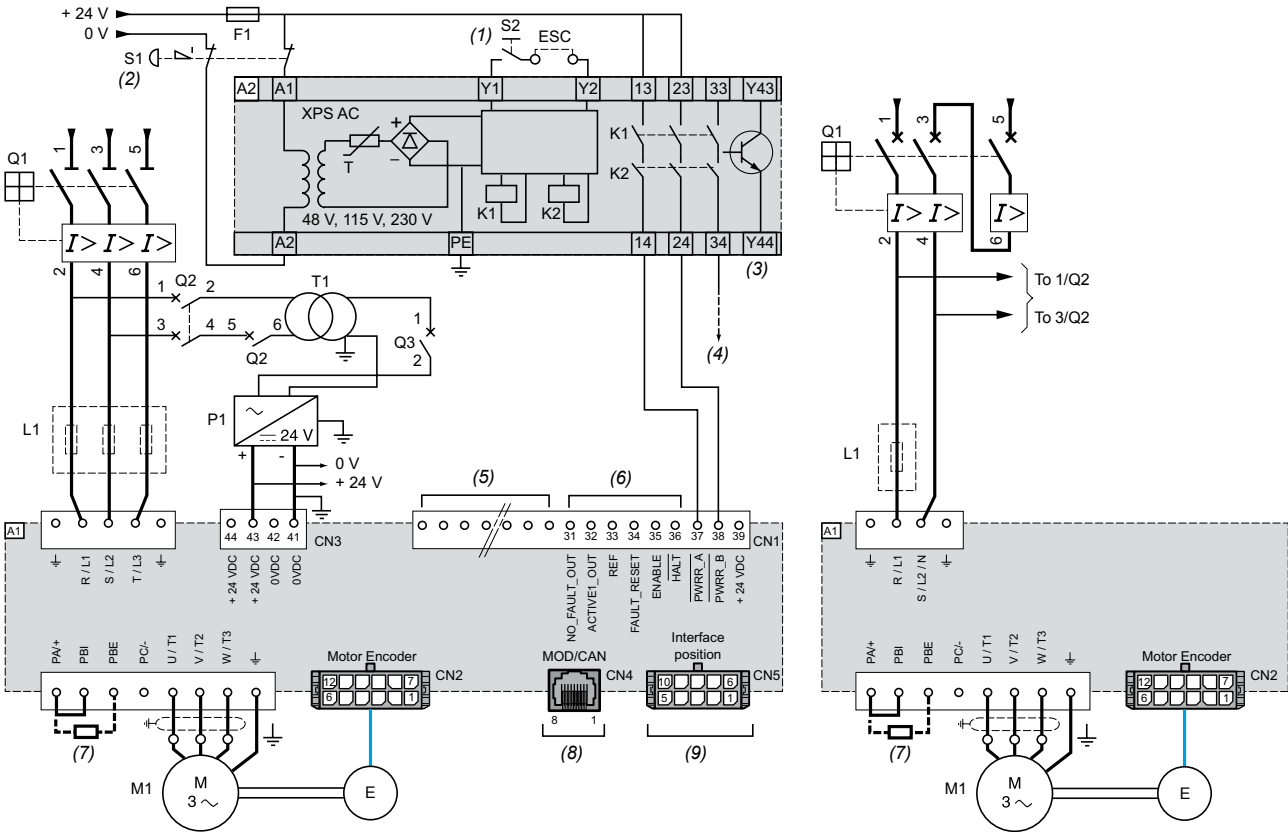 + 24 V
0 V
F1
S1
(2)
(1)
S2
ESC
A2 A1 Y1 Y2 13 23 33 Y43
XPS AC
+
−
T
K1
K2
K1
K2
48 V, 115 V, 230 V
A2 PE 14 24 34 Y44
(3)
(4)
Q1
1 3 5
I> I> I>
2 4 6
Q2
1 2
3 4 5 6
Q2
T1
1
Q3
2
L1
P1
24 V
+ -
0 V
+ 24 V
(5)
(6)
A1
R / L1
S / L2
T / L3
44 43 42 41
CN3
+ 24 VDC
+ 24 VDC
0VDC
0VDC
31 32 33 34 35 36 37 38 39
CN1
NO_FAULT_OUT
ACTIVE1_OUT
REF
FAULT_RESET
ENABLE
HALT
PWRR_A
PWRR_B
+ 24 VDC
PA/+
PBI
PBE
PC/-
U / T1
V / T2
W / T3
Motor Encoder
12 7
6 1
CN2
MOD/CAN
CN4
8 1
(8)
Interface
position
10 6
5 1
CN5
(9)
(7)
M1
M
3 ~
E
Q1
1 3 5
I> I> I>
2 4 6
To 1/Q2
To 3/Q2
L1
A1
R / L1
S / L2 / N
PA/+
PBI
PBE
PC/-
U / T1
V / T2
W / T3
Motor Encoder
12 7
6 1
CN2
(7)
M1
M
3 ~
E